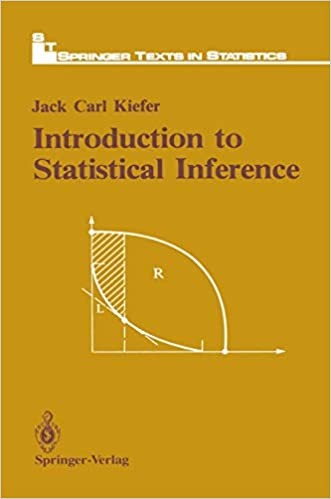 ST
SPRINGER TEXTS IN STATISTICS
Jack Carl Kiefer
Introduction to
Statistical Inference
R
L
Springer-Verlag